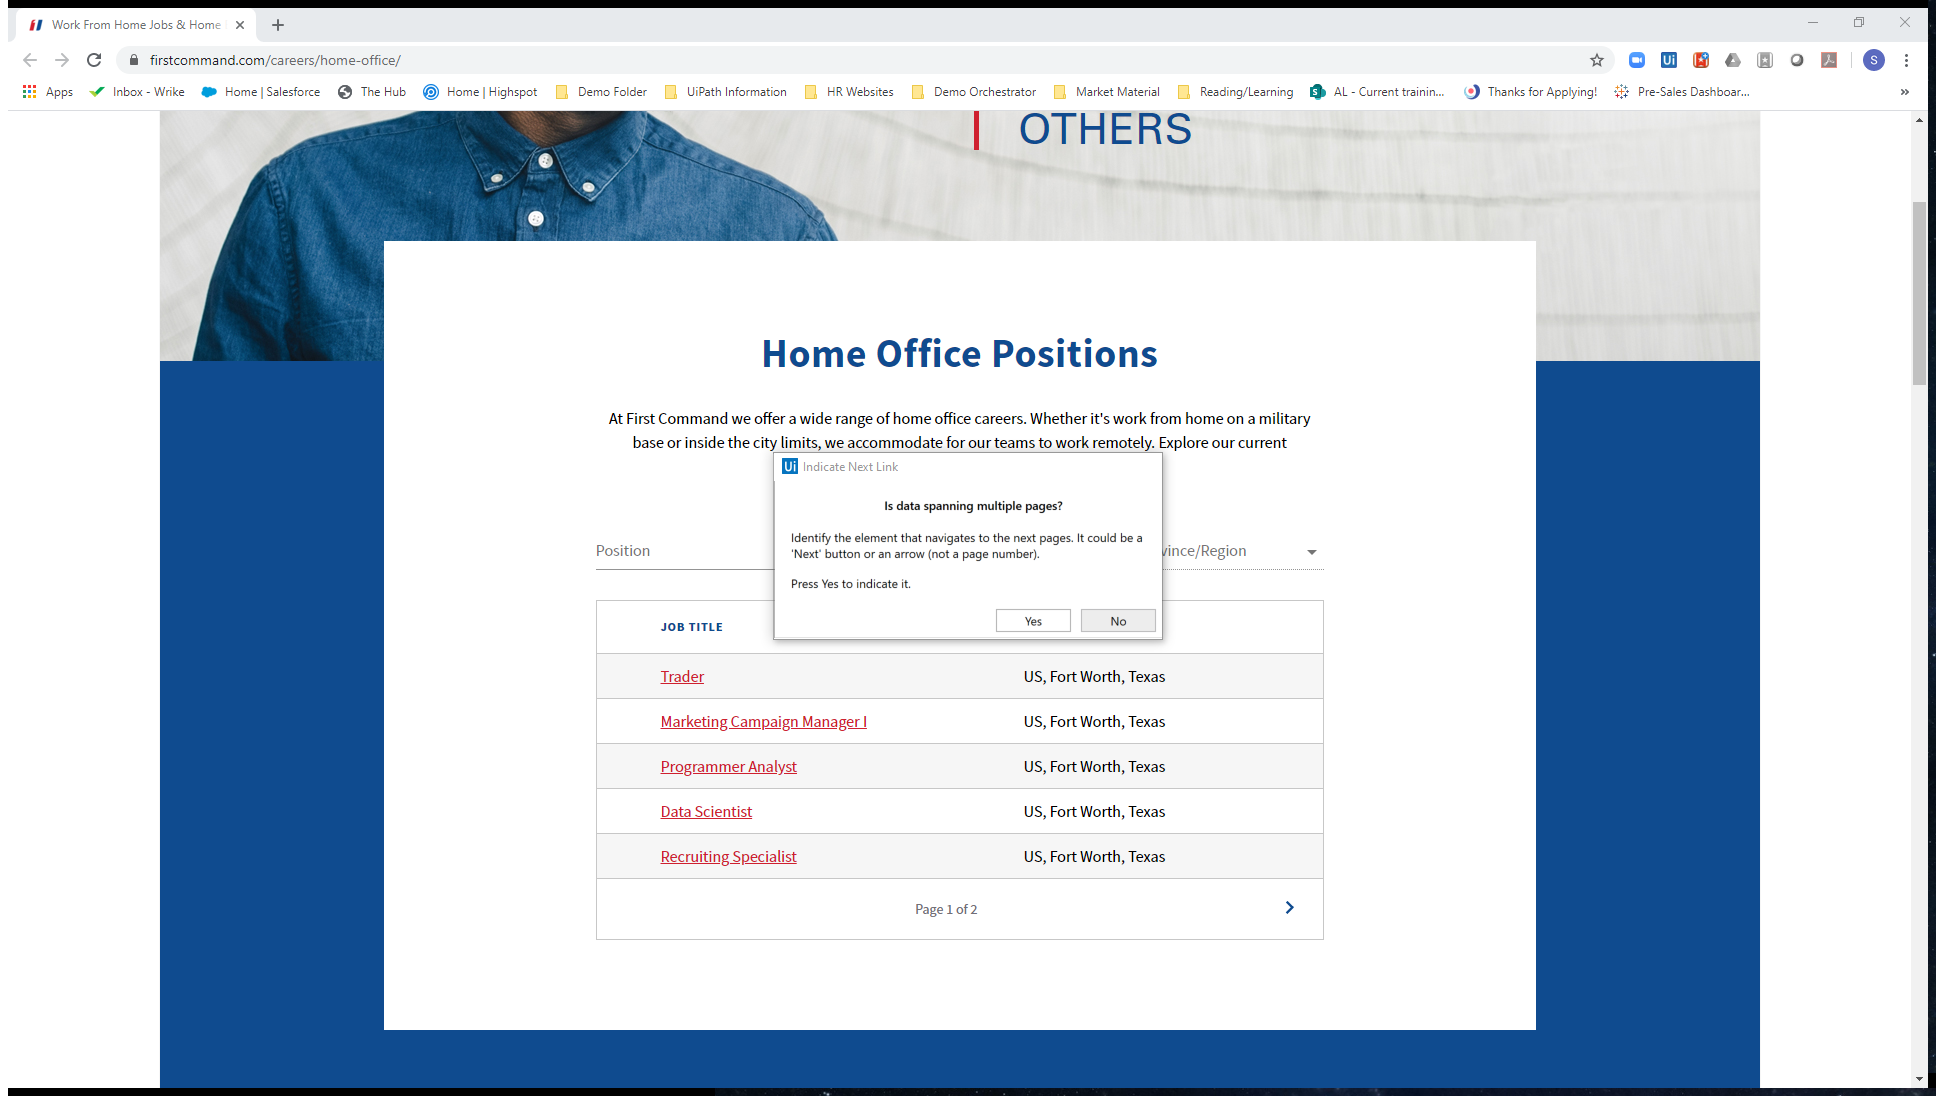 Work From Home Jobs & Home
firstcommand.com/careers/home-office/
S
Apps
Inbox - Wrike
Home | Salesforce
The Hub
Home | Highspot
Demo Folder
UiPath Information
HR Websites
Demo Orchestrator
Market Material
Reading/Learning
AL - Current trainin...
Thanks for Applying!
Pre-Sales Dashboar...
»
OTHERS
Home Office Positions
At First Command we offer a wide range of home office careers. Whether it's work from home on a military
base or inside the city limits, we accommodate for our teams to work remotely. Explore our current
Ui Indicate Next Link
Is data spanning multiple pages?
Identify the element that navigates to the next pages. It could be a
'Next' button or an arrow (not a page number).
Press Yes to indicate it.
Yes No
Position
vince/Region
JOB TITLE
Trader US, Fort Worth, Texas
Marketing Campaign Manager I US, Fort Worth, Texas
Programmer Analyst US, Fort Worth, Texas
Data Scientist US, Fort Worth, Texas
Recruiting Specialist US, Fort Worth, Texas
Page 1 of 2